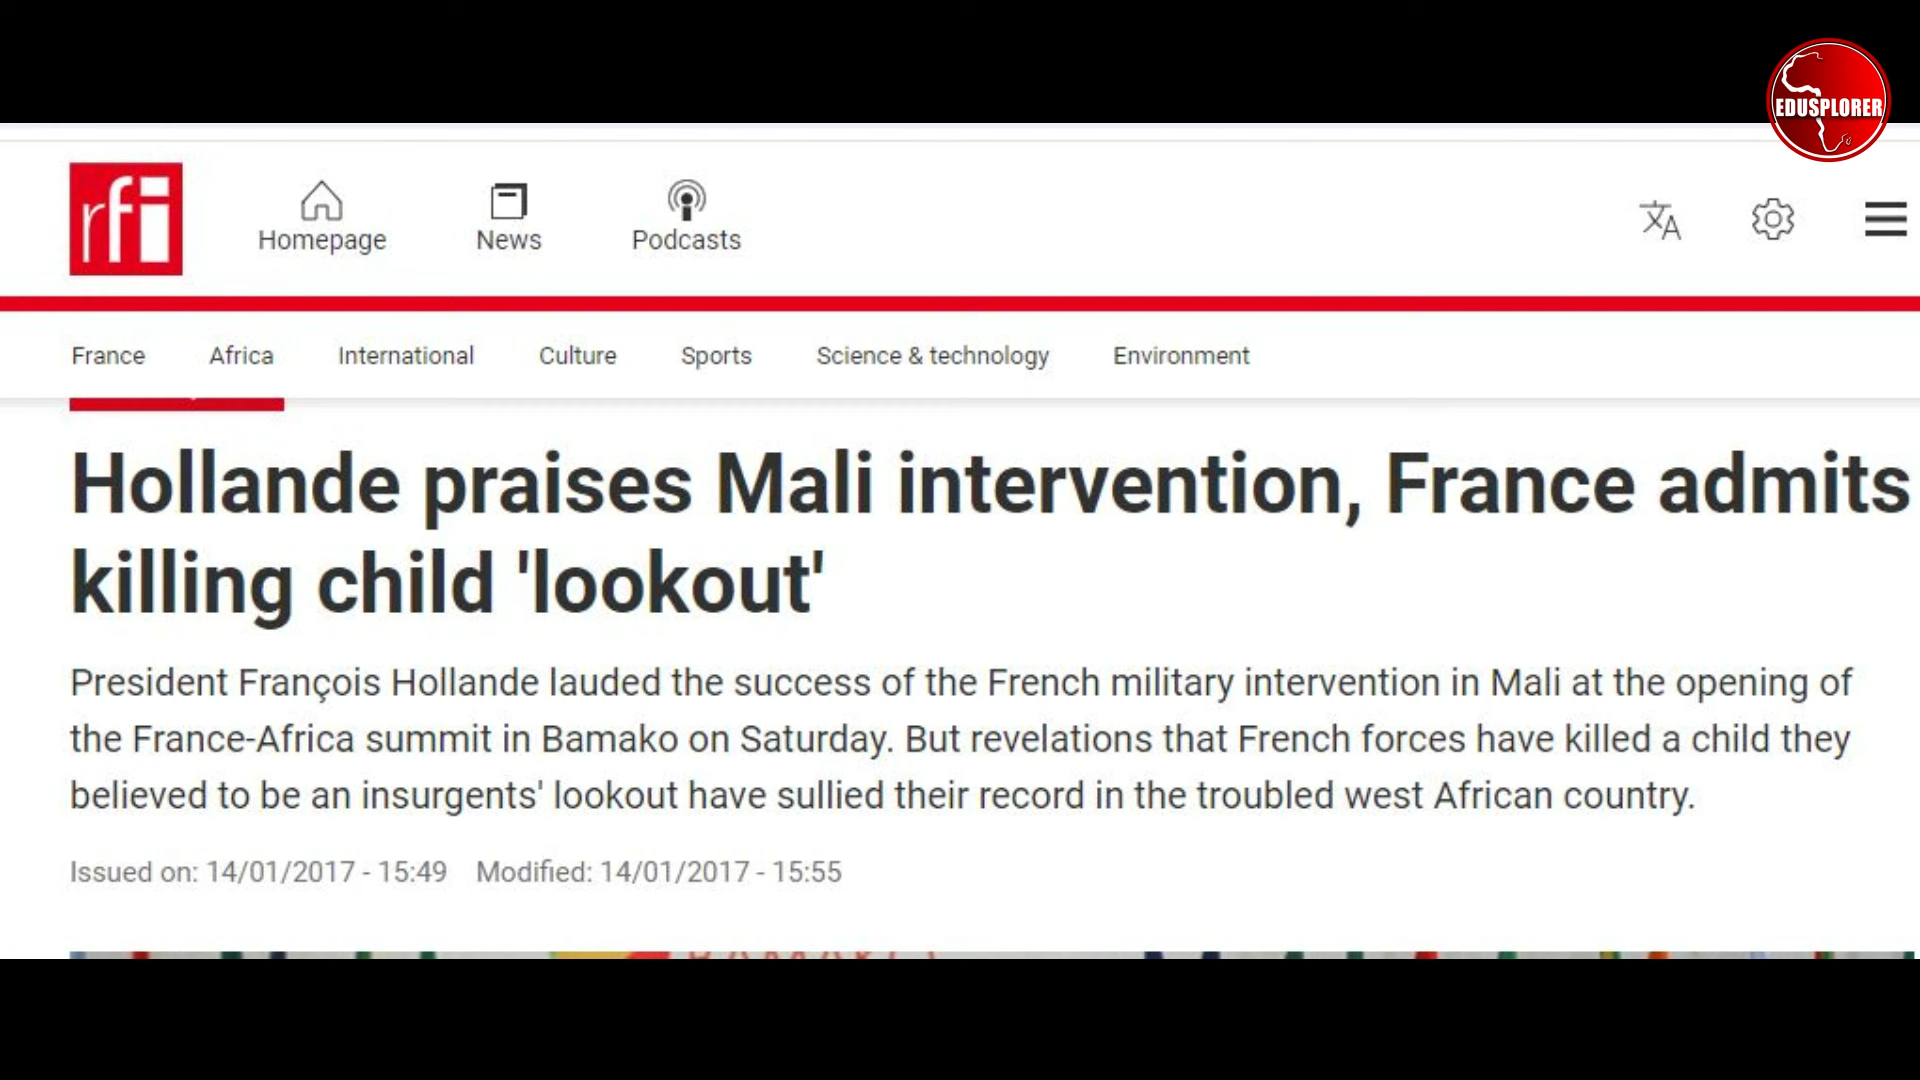 EDUSPLORER
rfi
Homepage News Podcasts
France Africa International Culture Sports Science & technology Environment
Hollande praises Mali intervention, France admits
killing child 'lookout'
President François Hollande lauded the success of the French military intervention in Mali at the opening of
the France-Africa summit in Bamako on Saturday. But revelations that French forces have killed a child they
believed to be an insurgents' lookout have sullied their record in the troubled west African country.
Issued on: 14/01/2017 - 15:49 Modified: 14/01/2017 - 15:55